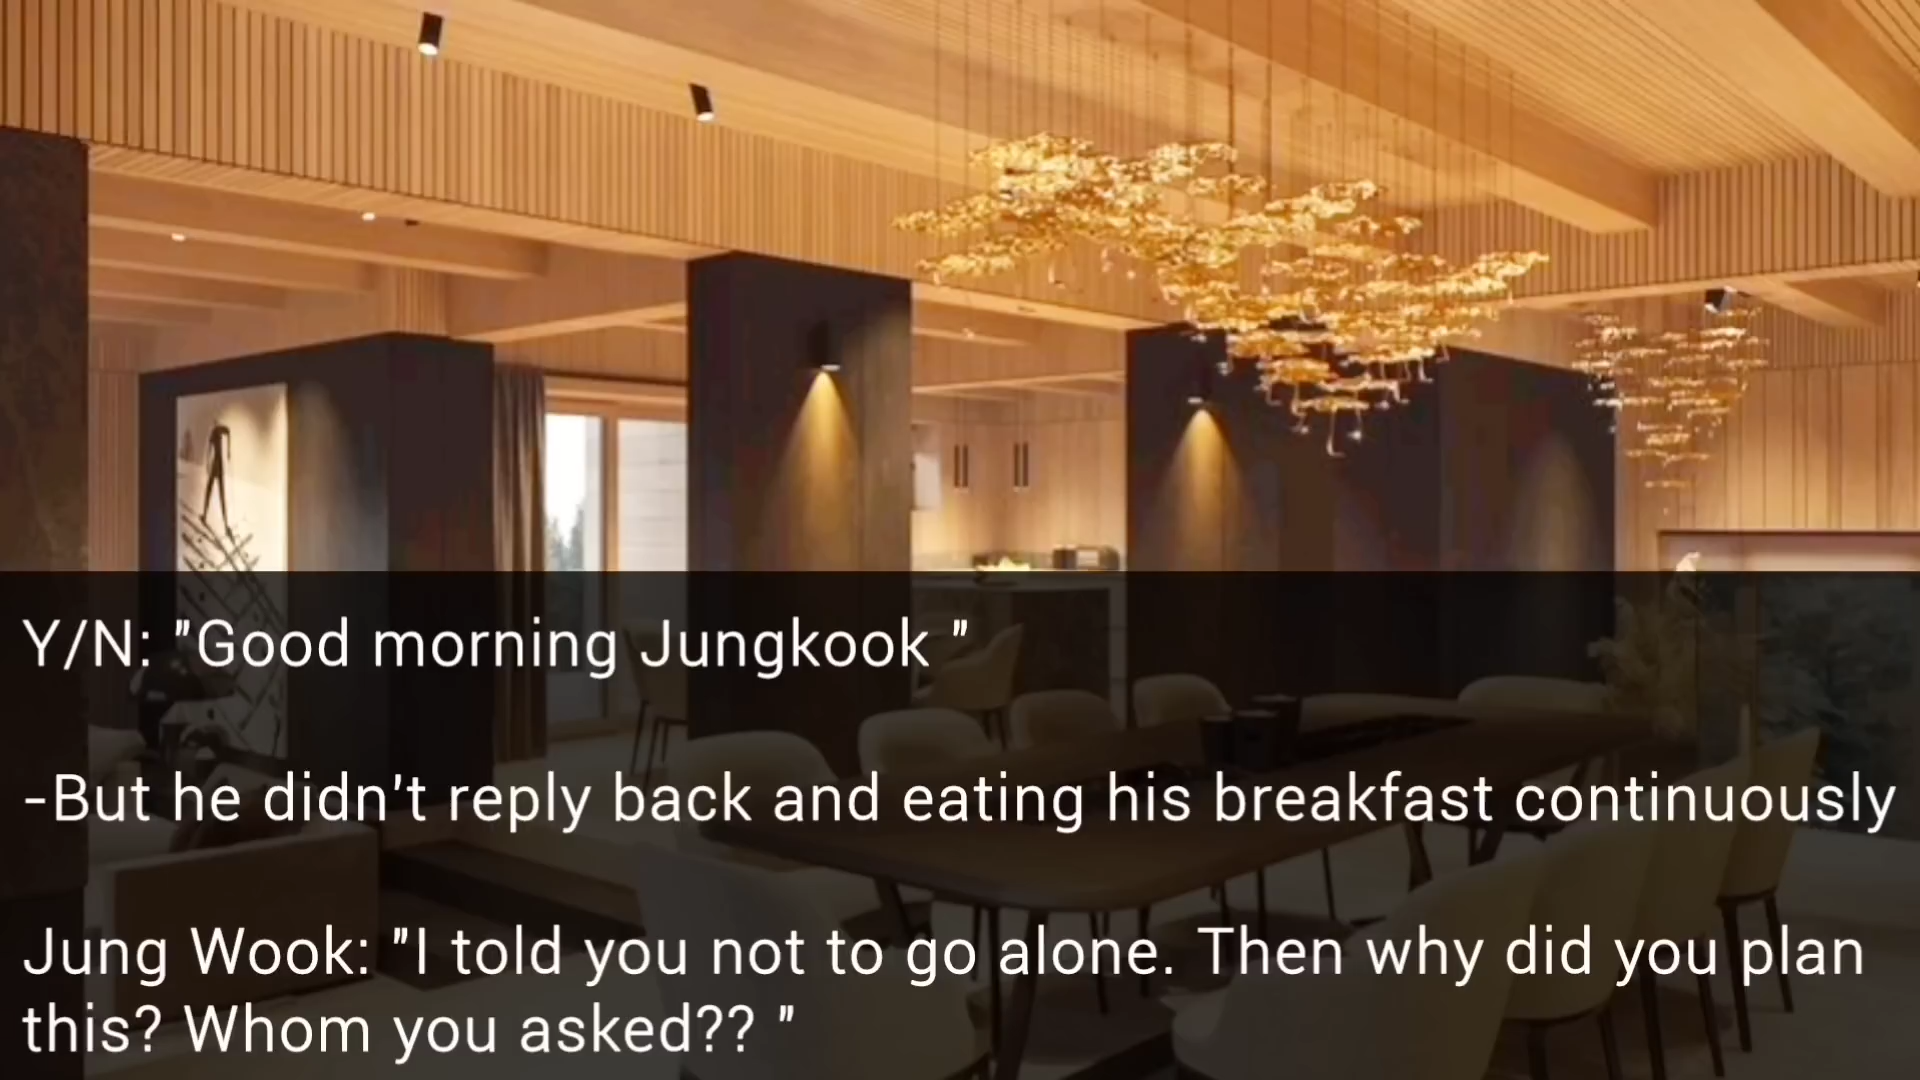 Y/N: "Good morning Jungkook "
-But he didn't reply back and eating his breakfast continuously
Jung Wook: "I told you not to go alone. Then why did you plan
this? Whom you asked?? "